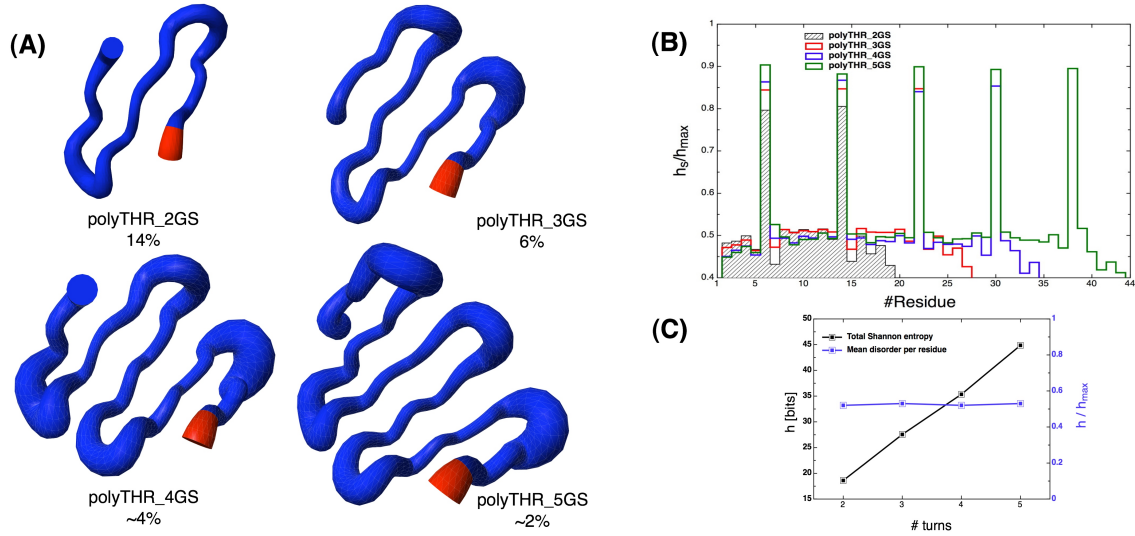 (A)
polyTHR_2GS
14%
polyTHR_3GS
6%
polyTHR_4GS
~4%
polyTHR_5GS
~2%
(B)
polyTHR_2GS
polyTHR_3GS
polyTHR_4GS
polyTHR_5GS
hs/hmax
1
0.9
0.8
0.7
0.6
0.5
0.4
1 5 10 15 20 25 30 35 40 44
#Residue
(C)
Total Shannon entropy
Mean disorder per residue
h [bits]
50
45
40
35
30
25
20
15
2 3 4 5
# turns
1
0.8
0.6
0.4
0.2
0
h / hmax